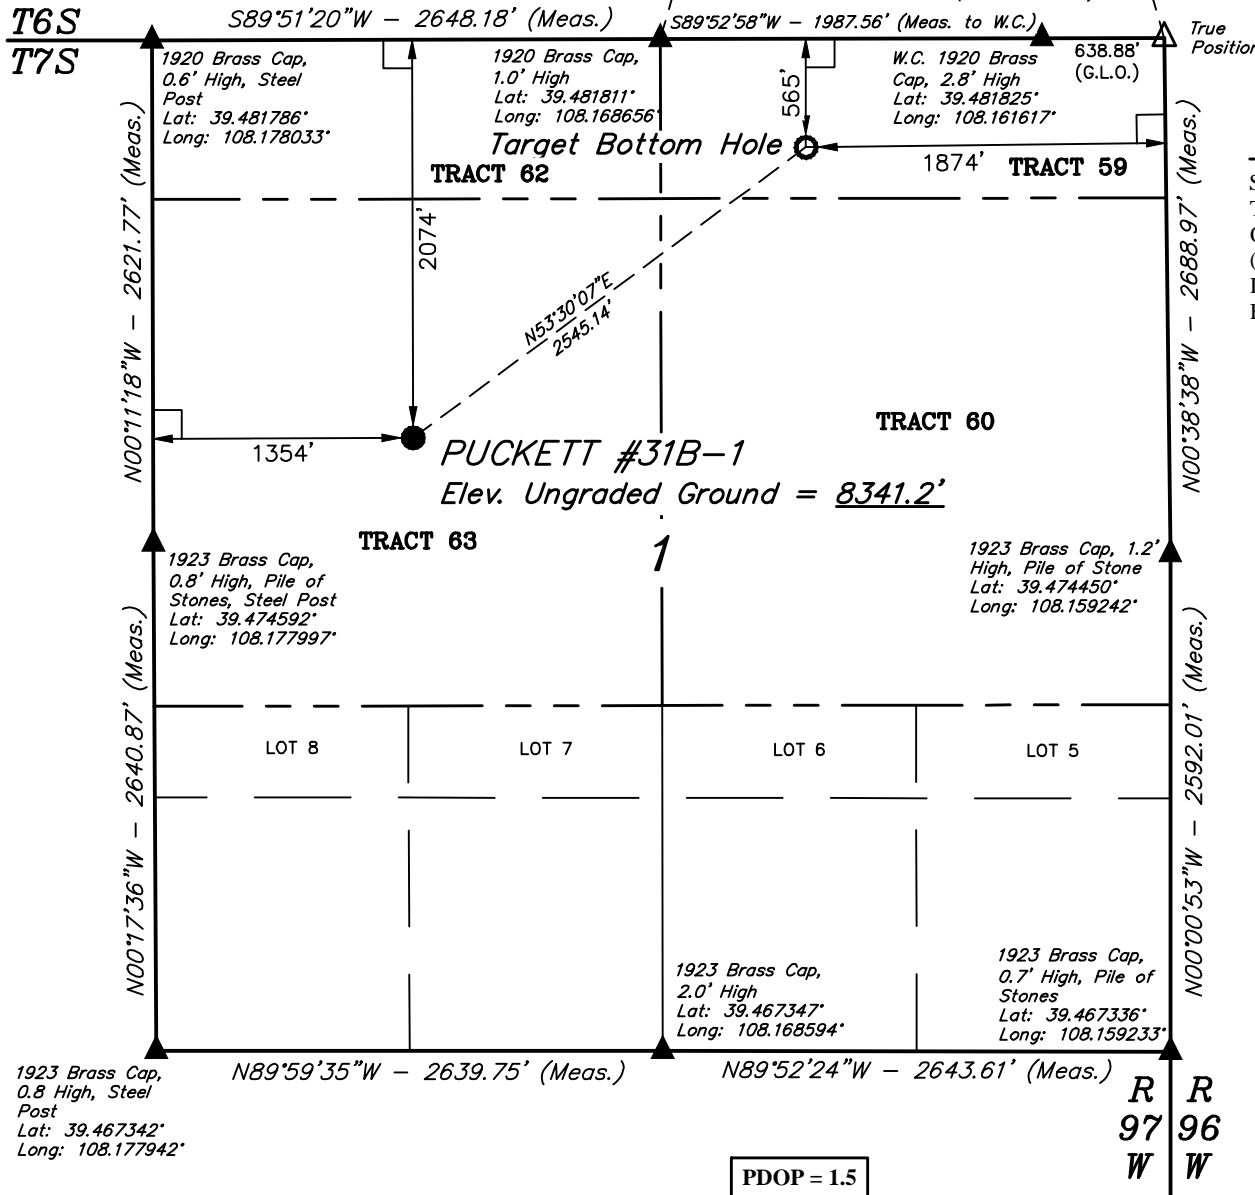 T6S
T7S
S89°51'20"W - 2648.18' (Meas.)
S89°52'58"W - 1987.56' (Meas. to W.C.)
True
Position
1920 Brass Cap,
0.6' High, Steel
Post
Lat: 39.481786°
Long: 108.178033°
1920 Brass Cap,
1.0' High
Lat: 39.481811°
Long: 108.168656°
565'
W.C. 1920 Brass
Cap, 2.8' High
Lat: 39.481825°
Long: 108.161617°
638.88'
(G.L.O.)
Target Bottom Hole
1874'
TRACT 62
TRACT 59
N00°11'18"W - 2621.77' (Meas.)
2074'
N53°30'07"E
2545.14'
N00°38'38"W - 2688.97' (Meas.)
1354'
TRACT 60
PUCKETT #31B-1
Elev. Ungraded Ground = 8341.2'
TRACT 63
1
1923 Brass Cap,
0.8' High, Pile of
Stones, Steel Post
Lat: 39.474592°
Long: 108.177997°
1923 Brass Cap, 1.2'
High, Pile of Stone
Lat: 39.474450°
Long: 108.159242°
N00°17'36"W - 2640.87' (Meas.)
N00°00'53"W - 2592.01' (Meas.)
LOT 8
LOT 7
LOT 6
LOT 5
1923 Brass Cap,
2.0' High
Lat: 39.467347°
Long: 108.168594°
1923 Brass Cap,
0.7' High, Pile of
Stones
Lat: 39.467336°
Long: 108.159233°
N89°59'35"W - 2639.75' (Meas.)
N89°52'24"W - 2643.61' (Meas.)
1923 Brass Cap,
0.8 High, Steel
Post
Lat: 39.467342°
Long: 108.177942°
R R
97 96
W W
PDOP = 1.5